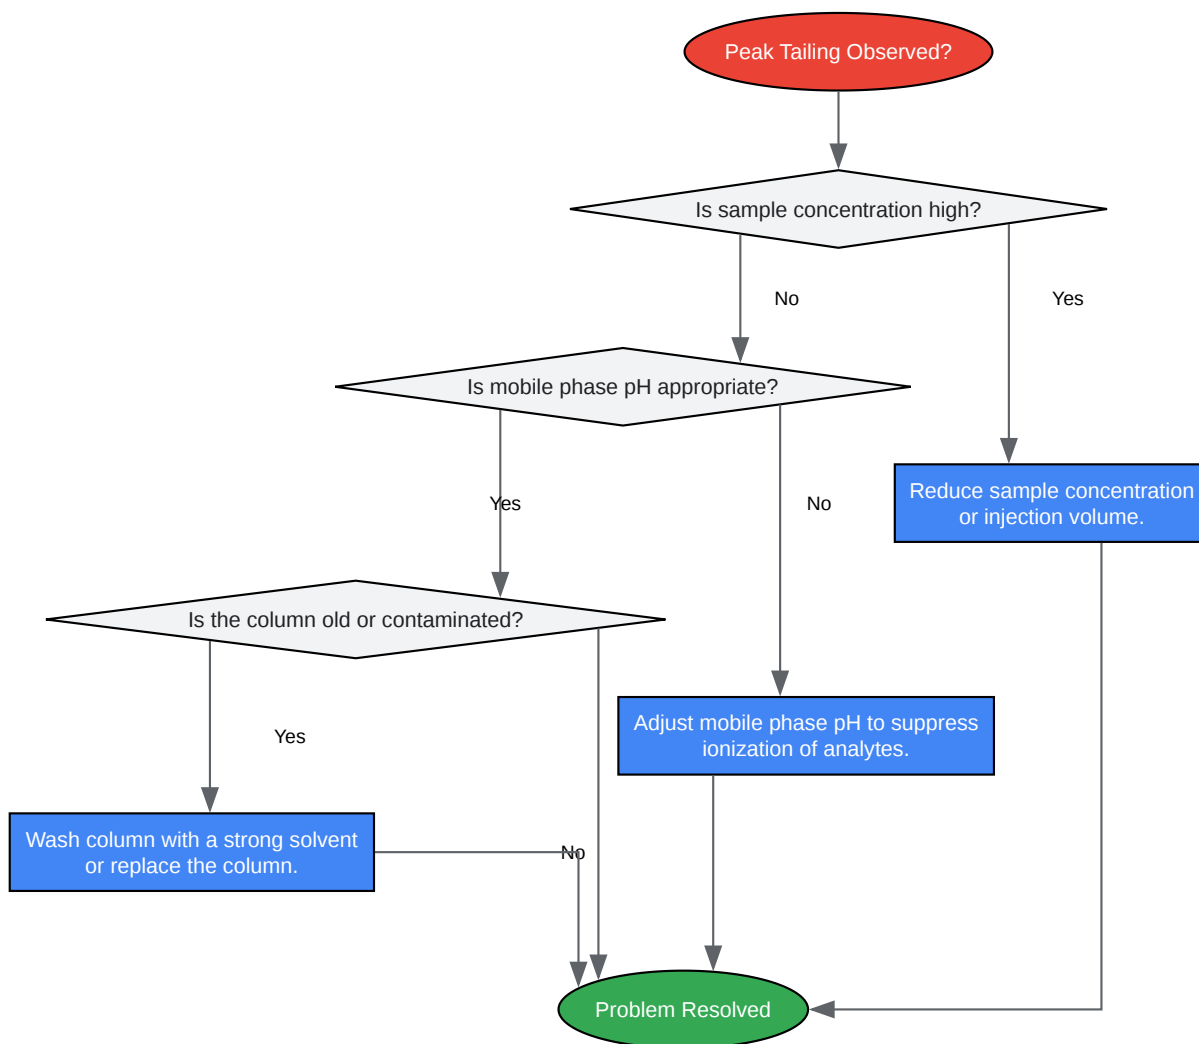 Peak Tailing Observed?
Is sample concentration high?
No
Yes
Is mobile phase pH appropriate?
Reduce sample concentration
or injection volume.
Yes
No
Is the column old or contaminated?
Adjust mobile phase pH to suppress
ionization of analytes.
Yes
Wash column with a strong solvent
or replace the column.
No
Problem Resolved